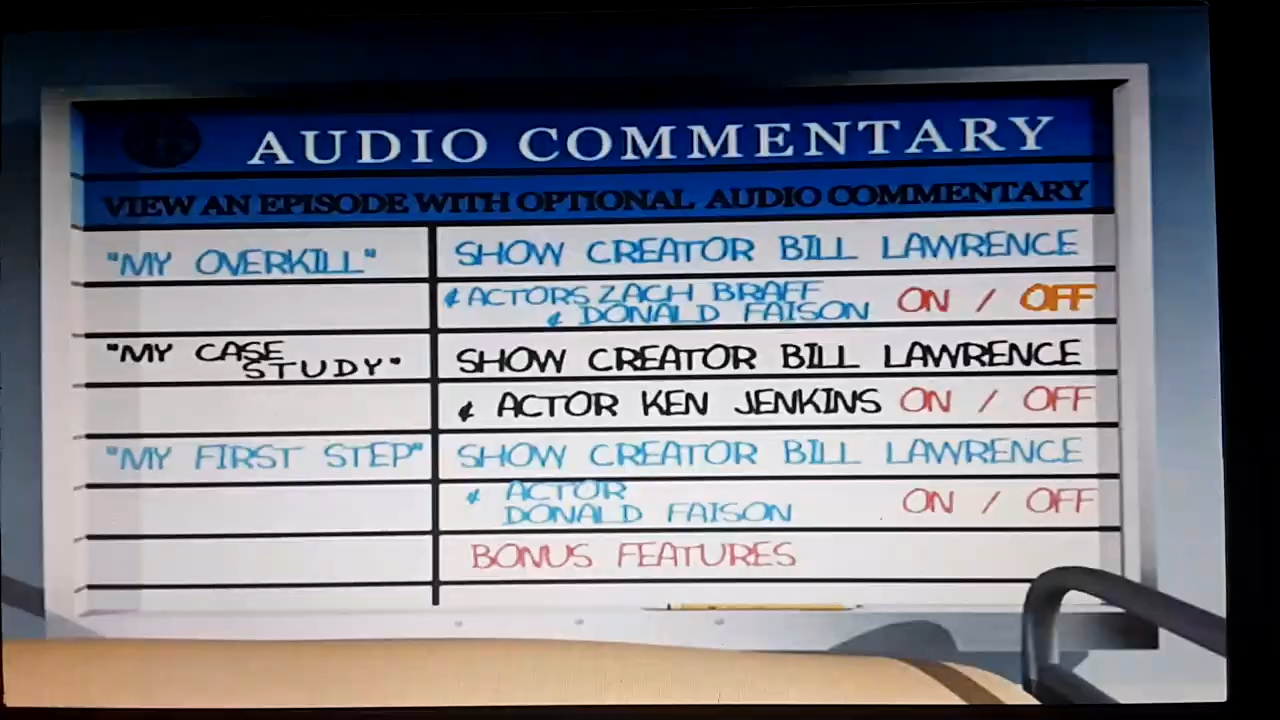 AUDIO COMMENTARY
VIEW AN EPISODE WITH OPTIONAL AUDIO COMMENTARY
"MY OVERKILL" SHOW CREATOR BILL LAWRENCE
& ACTORS ZACH BRAFF
& DONALD FAISON ON / OFF
"MY CASE
STUDY" SHOW CREATOR BILL LAWRENCE
& ACTOR KEN JENKINS ON / OFF
"MY FIRST STEP" SHOW CREATOR BILL LAWRENCE
& ACTOR
DONALD FAISON ON / OFF
BONUS FEATURES